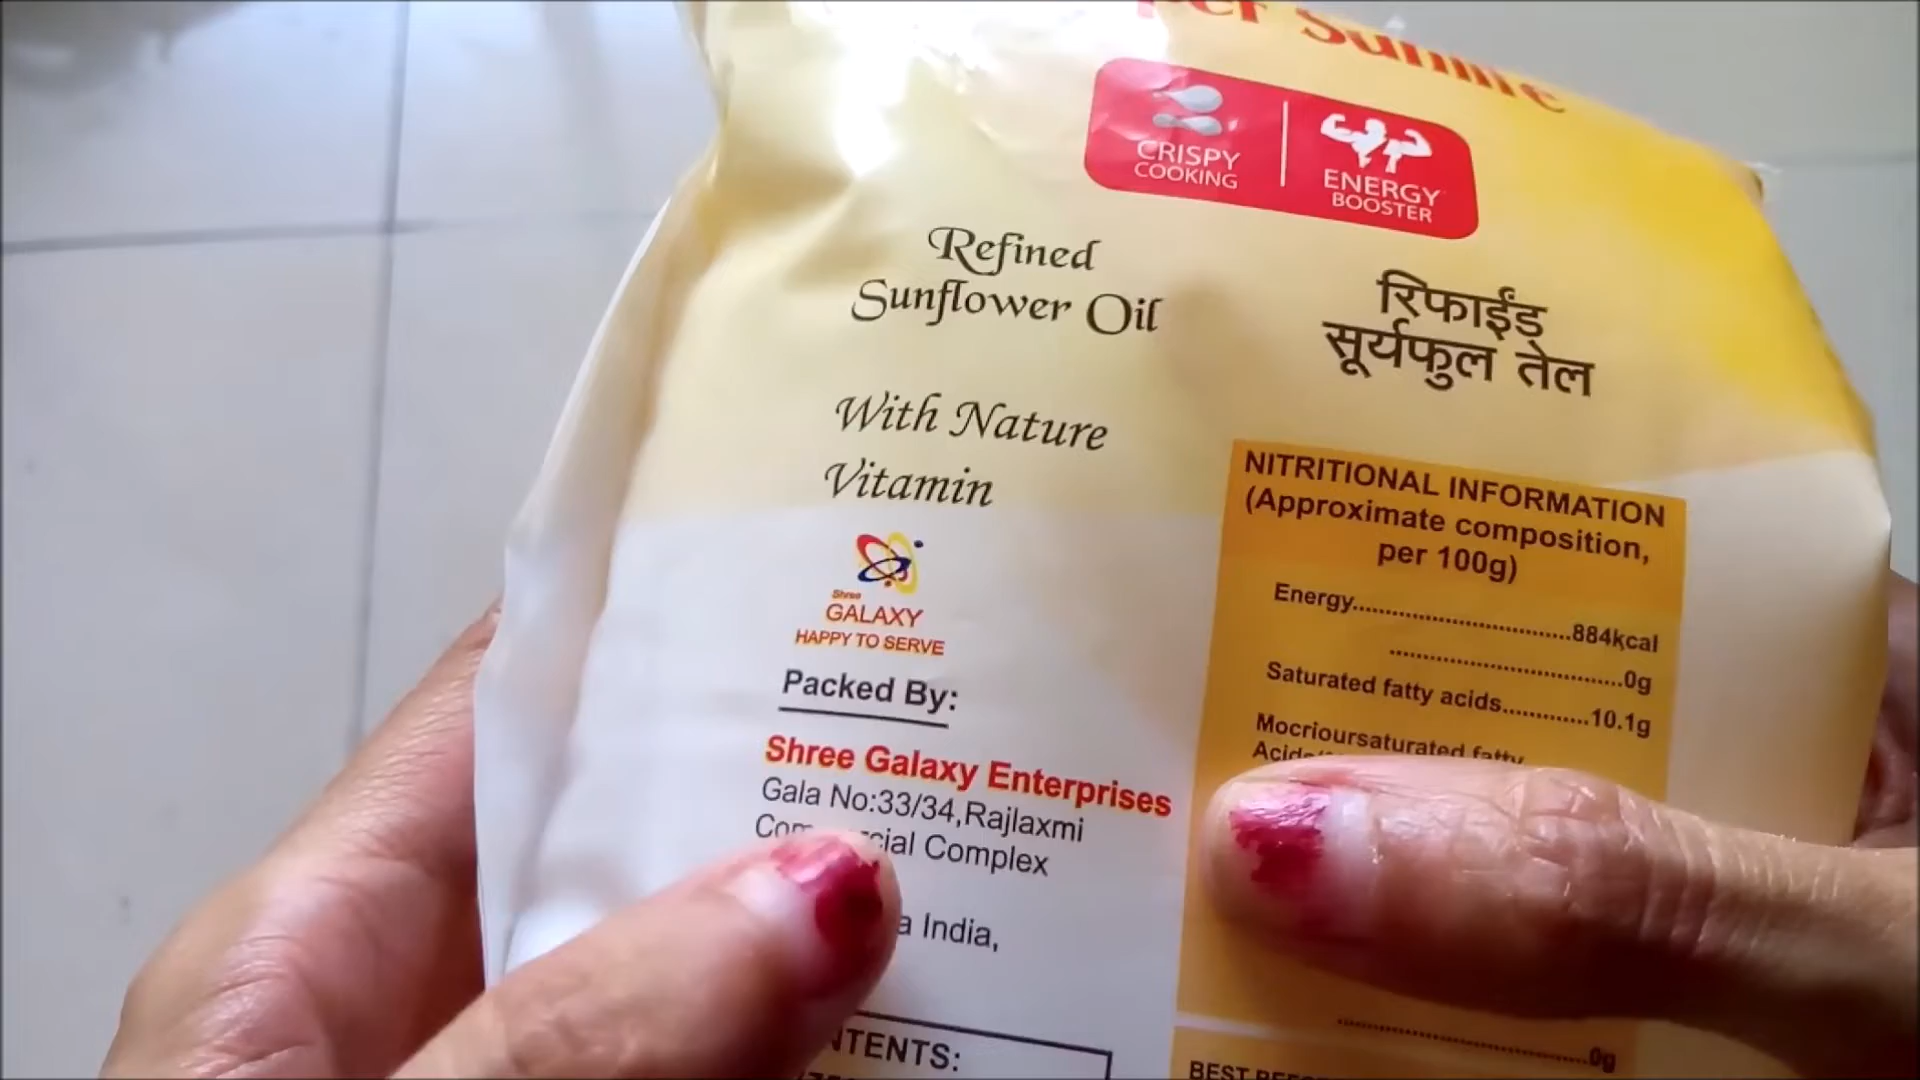 CRISPY
COOKING
ENERGY
BOOSTER
Refined
Sunflower Oil
रिफाईंड
सूर्यफुल तेल
With Nature
Vitamin
Shree
GALAXY
HAPPY TO SERVE
Packed By:
Shree Galaxy Enterprises
Gala No:33/34,Rajlaxmi
Complex
India,
NITRITIONAL INFORMATION
(Approximate composition,
per 100g)
Energy..............................884kcal
................................0g
Saturated fatty acids.............10.1g
Mocrioursaturated fatty
..................................0g
BEST